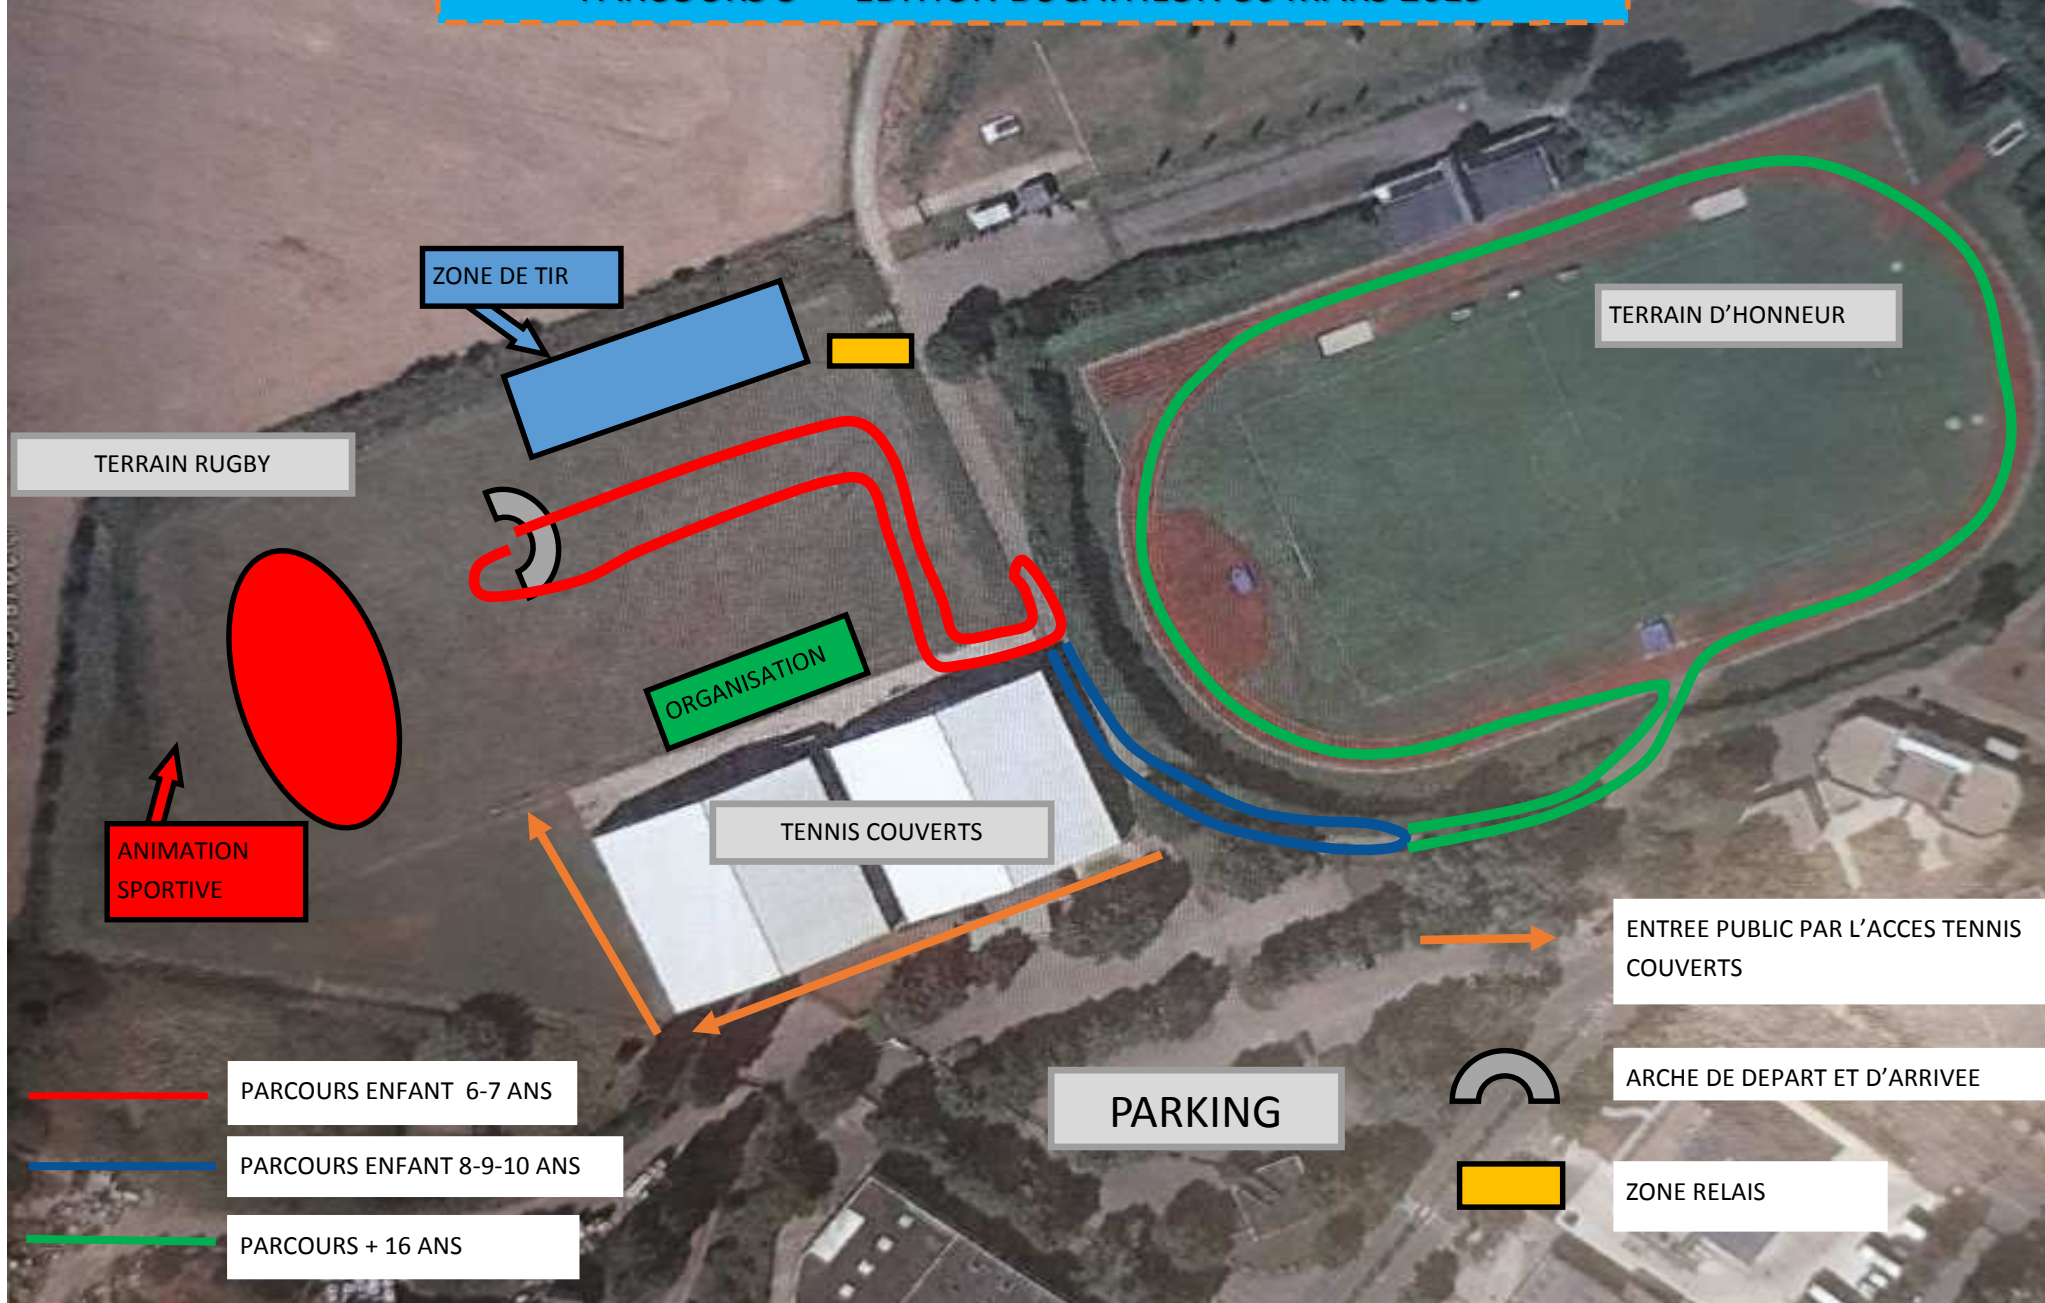 ZONE DE TIR
TERRAIN D'HONNEUR
TERRAIN RUGBY
ORGANISATION
TENNIS COUVERTS
ANIMATION
SPORTIVE
ENTREE PUBLIC PAR L'ACCES TENNIS
COUVERTS
PARCOURS ENFANT 6-7 ANS
PARKING
ARCHE DE DEPART ET D'ARRIVEE
PARCOURS ENFANT 8-9-10 ANS
ZONE RELAIS
PARCOURS + 16 ANS